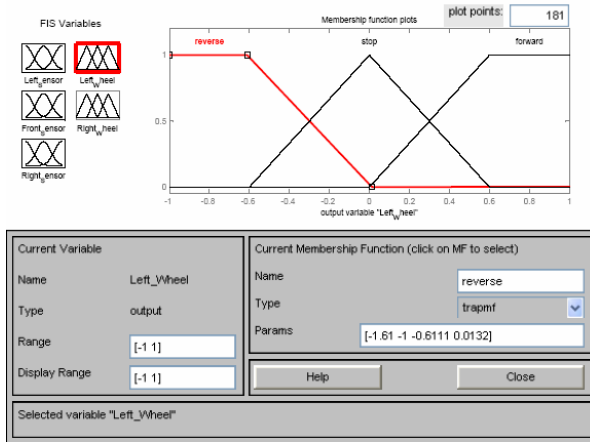 FIS Variables
Membership function plots
plot points: 181
Left_Sensor
Left_Wheel
Front_Sensor
Right_Wheel
Right_Sensor
reverse
stop
forward
1
0.5
0
-1 -0.8 -0.6 -0.4 -0.2 0 0.2 0.4 0.6 0.8 1
output variable "Left_Wheel"
Current Variable
Name Left_Wheel
Type output
Range [-1 1]
Display Range [-1 1]
Current Membership Function (click on MF to select)
Name reverse
Type trapmf
Params [-1.61 -1 -0.6111 0.0132]
Help Close
Selected variable "Left_Wheel"